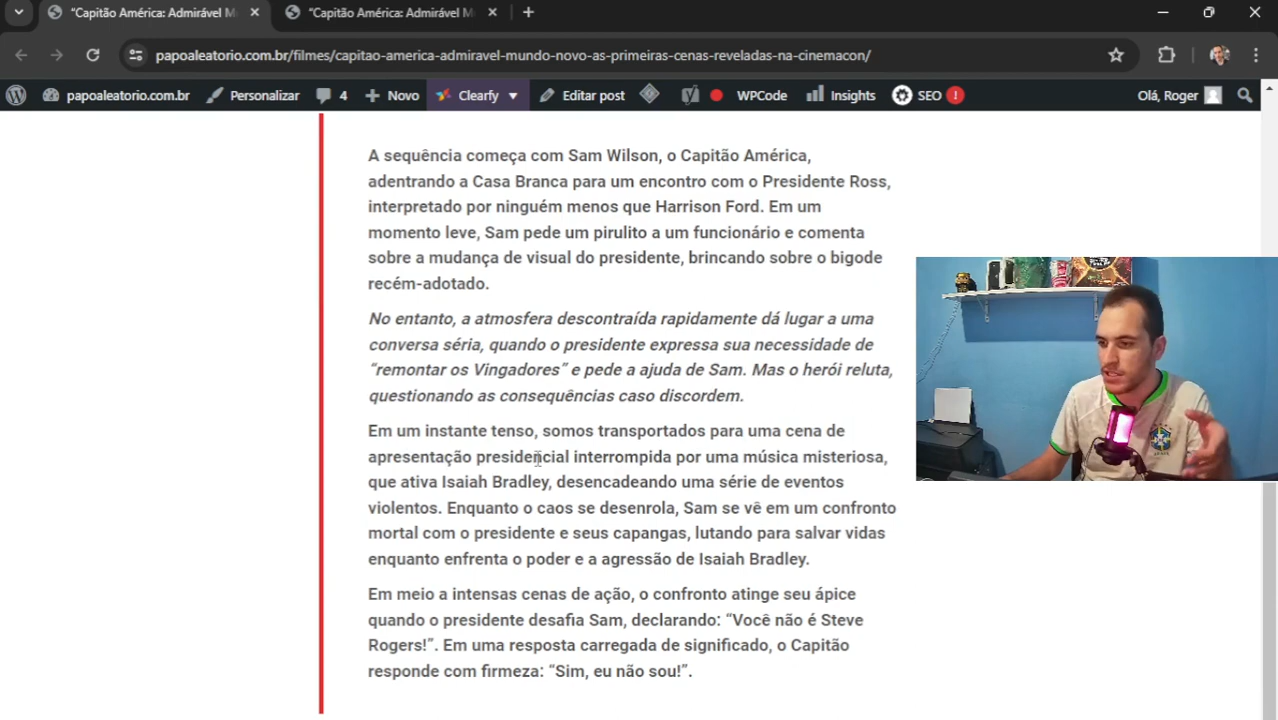 "Capitão América: Admirável M
"Capitão América: Admirável M
papoaleatorio.com.br/filmes/capitao-america-admiravel-mundo-novo-as-primeiras-cenas-reveladas-na-cinemacon/
papoaleatorio.com.br Personalizar 4 Novo Clearfy Editar post WPCode Insights SEO ! Olá, Roger
A sequência começa com Sam Wilson, o Capitão América,
adentrando a Casa Branca para um encontro com o Presidente Ross,
interpretado por ninguém menos que Harrison Ford. Em um
momento leve, Sam pede um pirulito a um funcionário e comenta
sobre a mudança de visual do presidente, brincando sobre o bigode
recém-adotado.
No entanto, a atmosfera descontraída rapidamente dá lugar a uma
conversa séria, quando o presidente expressa sua necessidade de
“remontar os Vingadores” e pede a ajuda de Sam. Mas o herói reluta,
questionando as consequências caso discordem.
Em um instante tenso, somos transportados para uma cena de
apresentação presidencial interrompida por uma música misteriosa,
que ativa Isaiah Bradley, desencadeando uma série de eventos
violentos. Enquanto o caos se desenrola, Sam se vê em um confronto
mortal com o presidente e seus capangas, lutando para salvar vidas
enquanto enfrenta o poder e a agressão de Isaiah Bradley.
Em meio a intensas cenas de ação, o confronto atinge seu ápice
quando o presidente desafia Sam, declarando: “Você não é Steve
Rogers!”. Em uma resposta carregada de significado, o Capitão
responde com firmeza: “Sim, eu não sou!”.